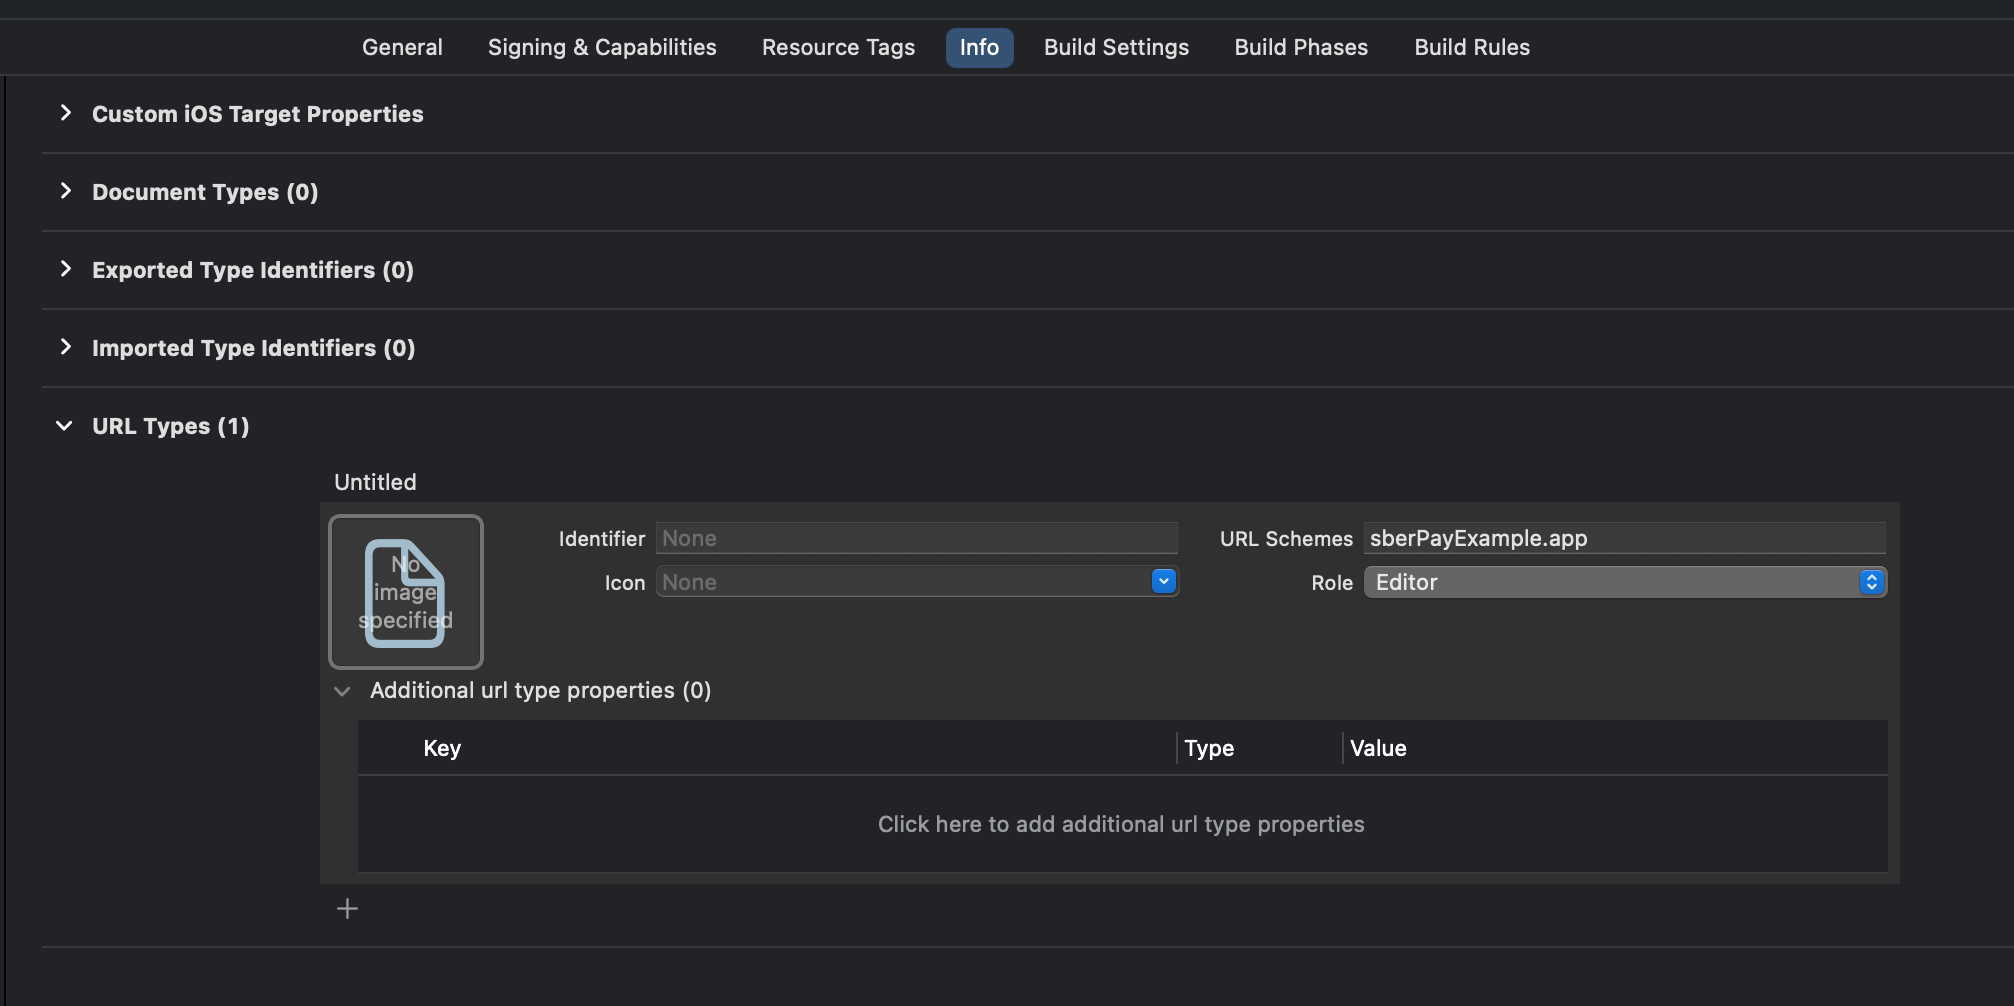 General Signing & Capabilities Resource Tags Info Build Settings Build Phases Build Rules
Custom iOS Target Properties
Document Types (0)
Exported Type Identifiers (0)
Imported Type Identifiers (0)
URL Types (1)
Untitled
No
image
specified
Identifier None URL Schemes sberPayExample.app
Icon None Role Editor
Additional url type properties (0)
Key Type Value
Click here to add additional url type properties